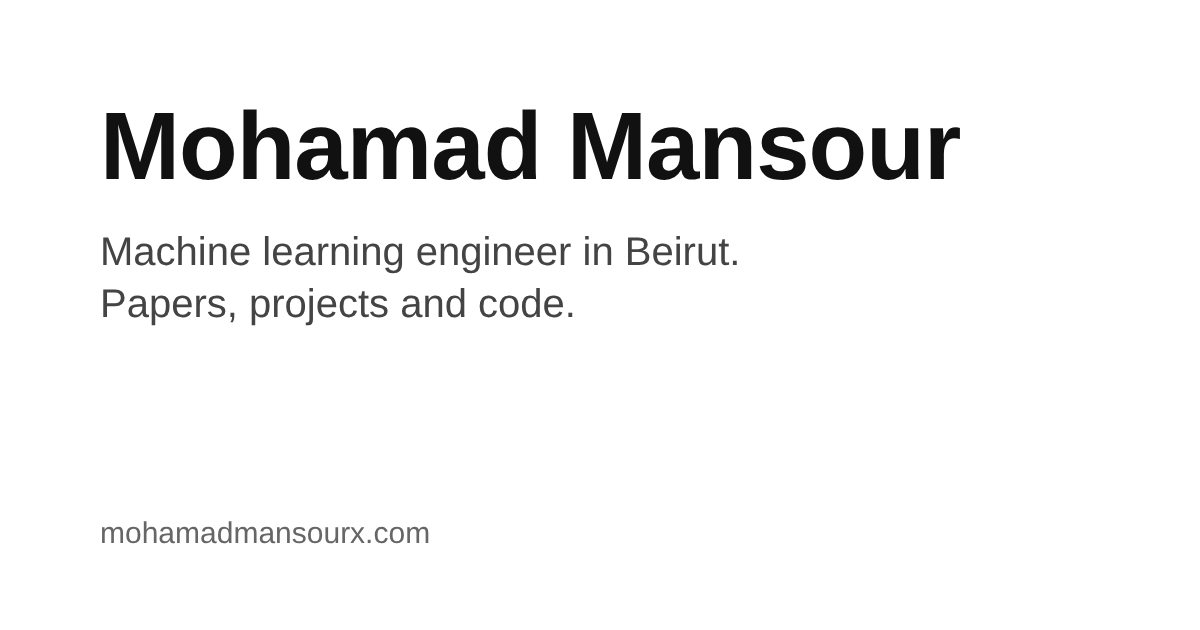 Mohamad Mansour
Machine learning engineer in Beirut.
Papers, projects and code.
mohamadmansourx.com